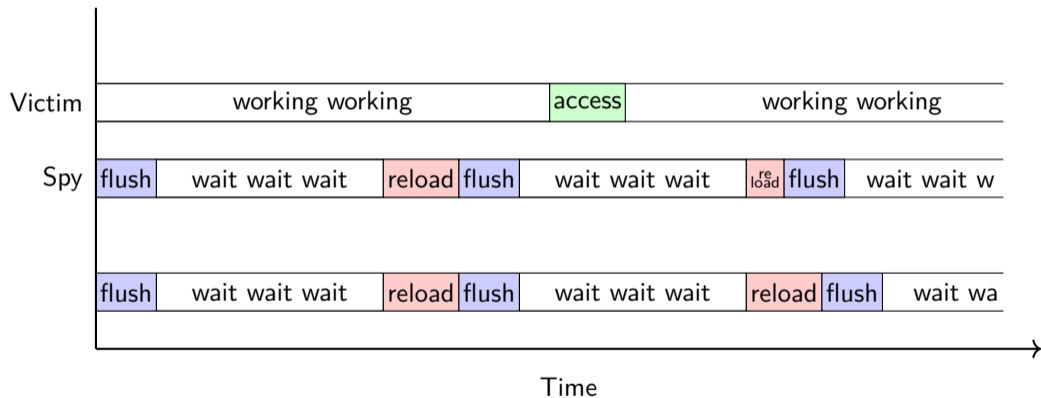 Victim working working access working working
Spy flush wait wait wait reload flush wait wait wait re load flush wait wait w
flush wait wait wait reload flush wait wait wait reload flush wait wa
Time